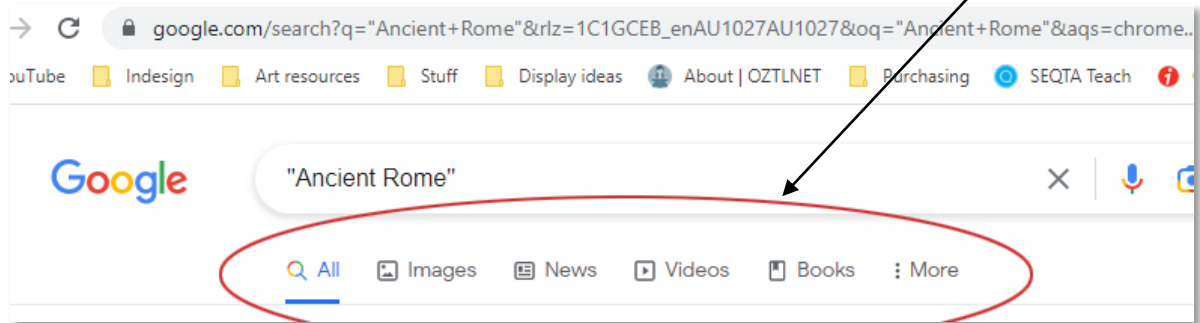 google.com/search?q="Ancient+Rome"&rlz=1C1GCEB_enAU1027AU1027&oq="Ancient+Rome"&aqs=chrome..
ouTube Indesign Art resources Stuff Display ideas About | OZTLNET Purchasing SEQTA Teach
Google "Ancient Rome"
All Images News Videos Books More